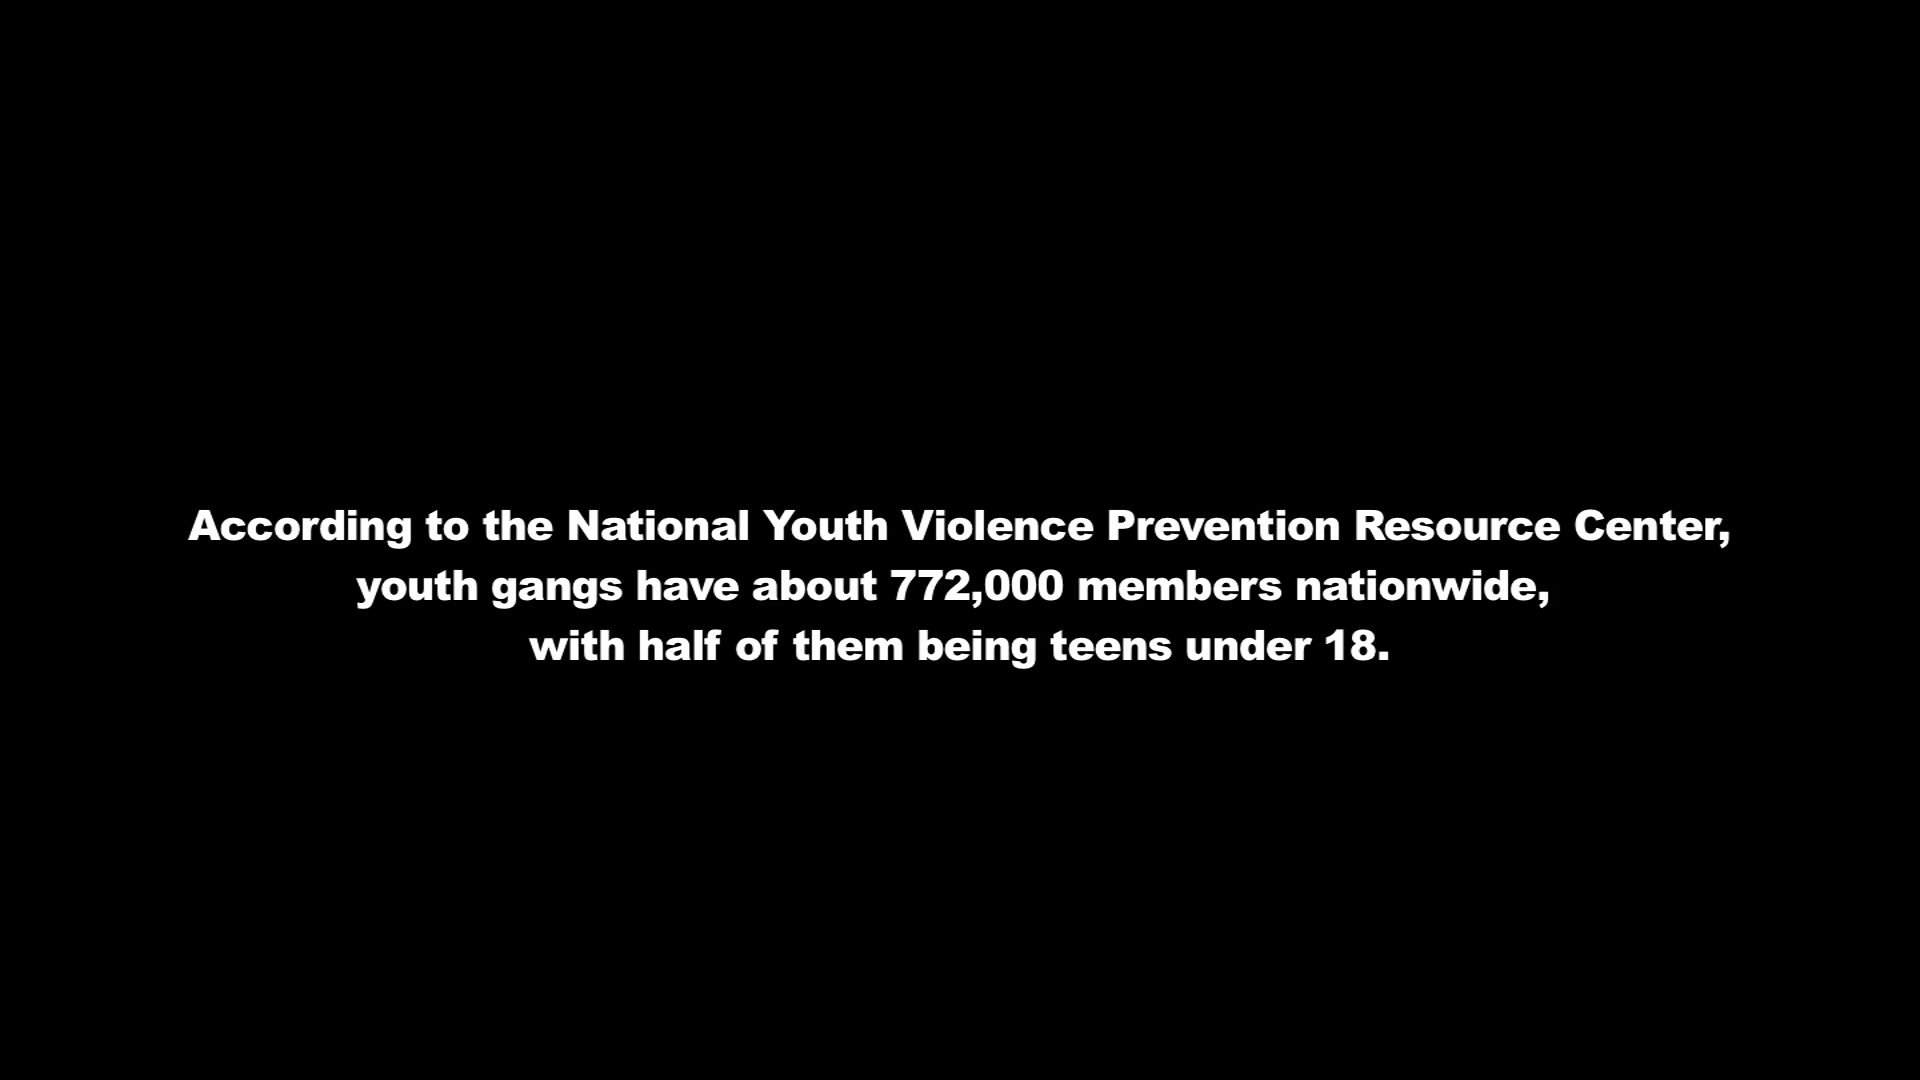 According to the National Youth Violence Prevention Resource Center,
youth gangs have about 772,000 members nationwide,
with half of them being teens under 18.